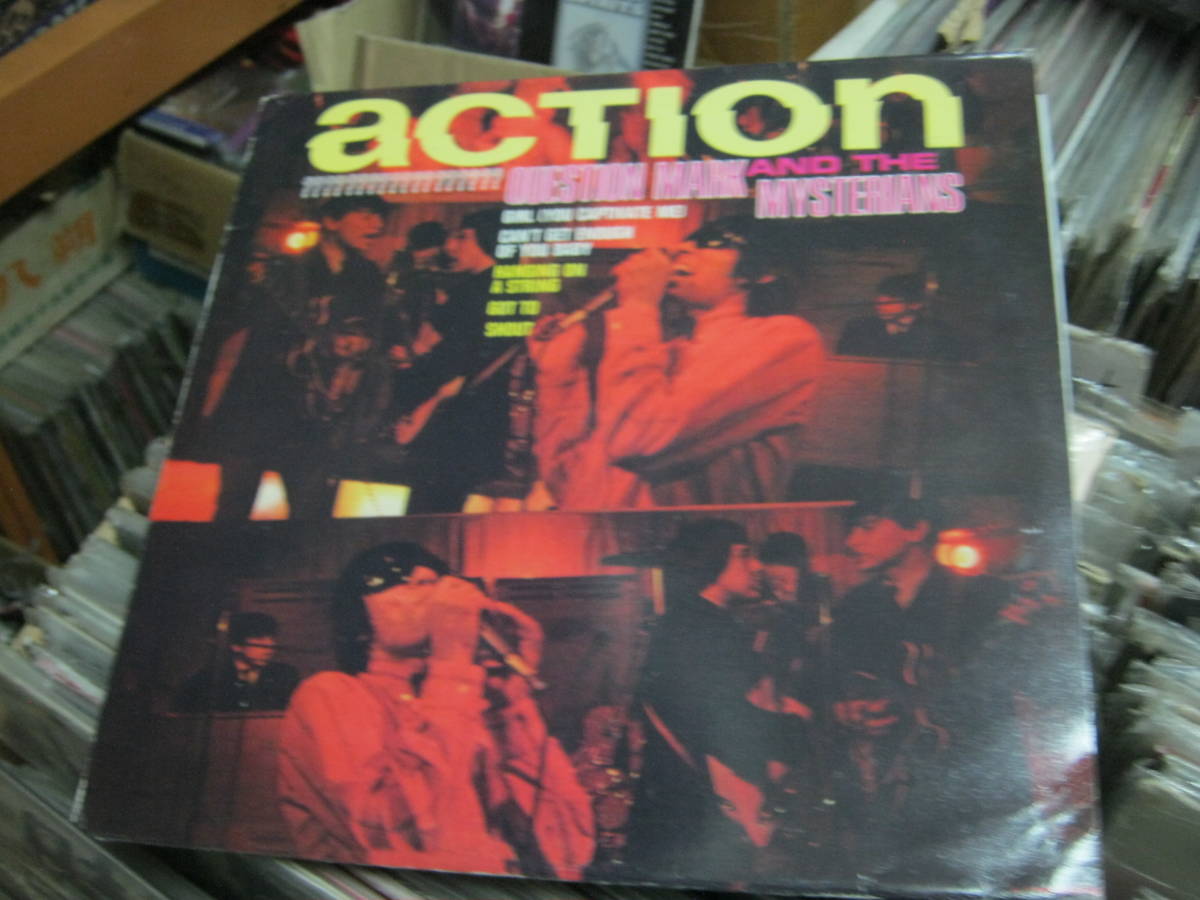 action
QUESTION MARK AND THE
MYSTERIANS
GIRL (YOU CAPTIVATE ME)
CAN'T GET ENOUGH
OF YOU BABY
HANGING ON
A STRING
GOT TO
SHOUT